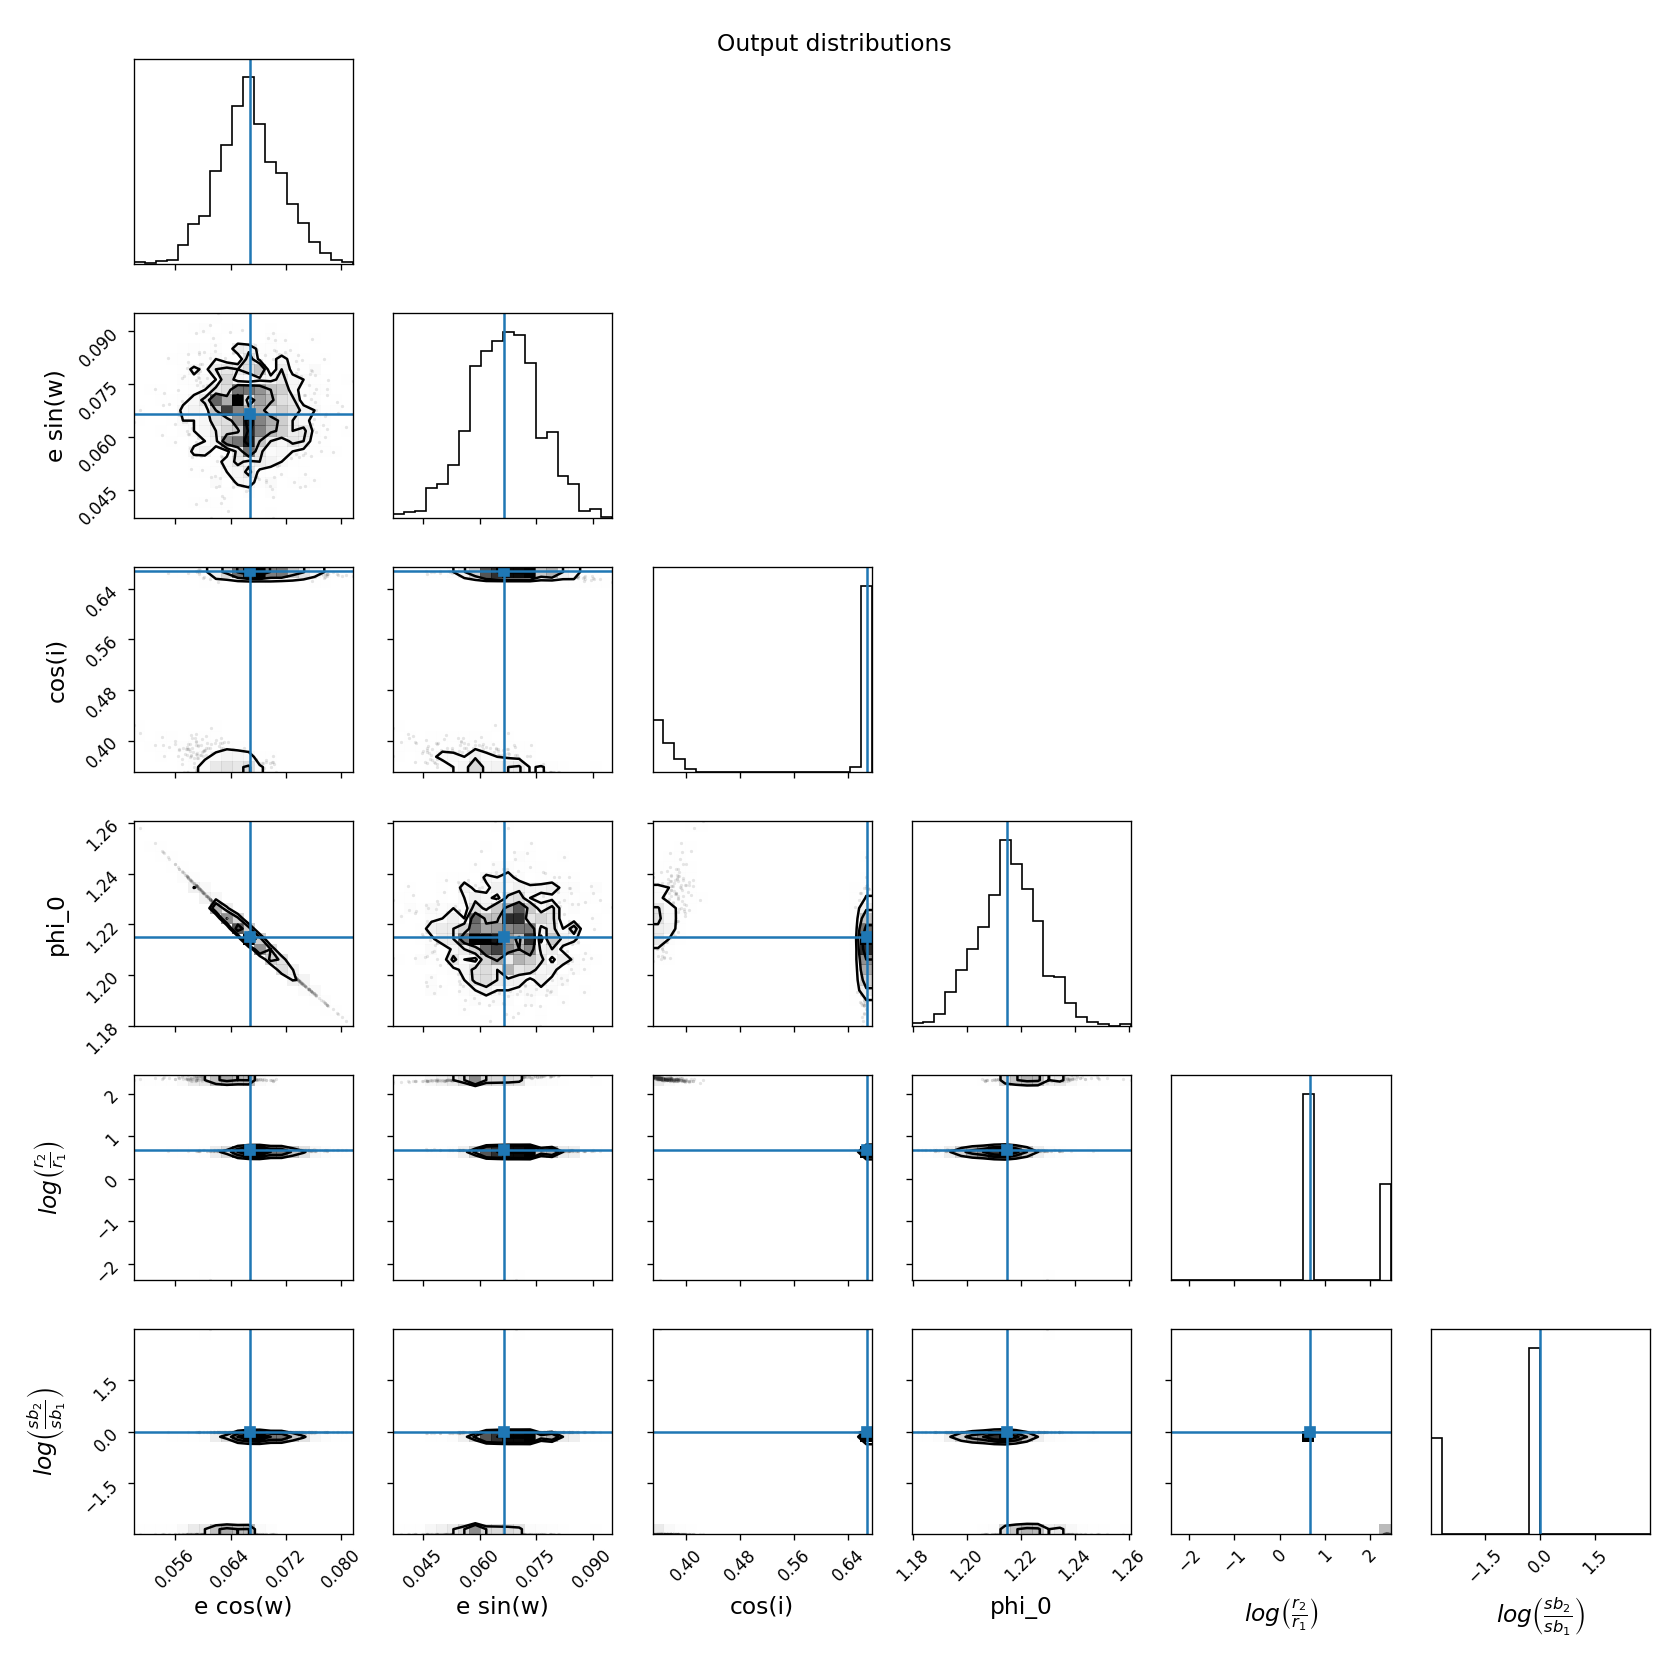 Output distributions
e sin(w)
0.090
0.075
0.060
0.045
cos(i)
0.64
0.56
0.48
0.40
phi_0
1.26
1.24
1.22
1.20
1.18
log(r₂/r₁)
2
1
0
−1
−2
log(sb₂/sb₁)
1.5
0.0
−1.5
0.056 0.064 0.072 0.080 0.045 0.060 0.075 0.090 0.40 0.48 0.56 0.64 1.18 1.20 1.22 1.24 1.26 −2 −1 0 1 2 −1.5 0.0 1.5
e cos(w) e sin(w) cos(i) phi_0 log(r₂/r₁) log(sb₂/sb₁)